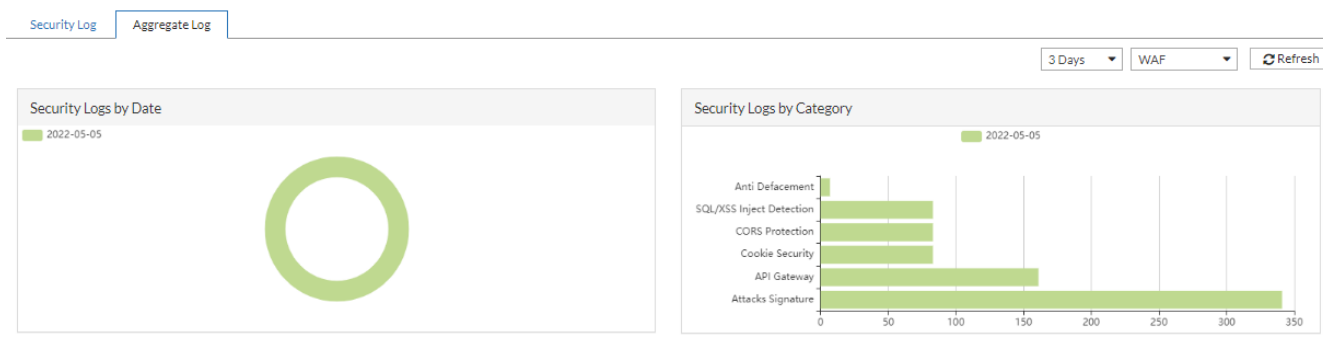 Security Log Aggregate Log
3 Days WAF Refresh
Security Logs by Date
2022-05-05
Security Logs by Category
2022-05-05
Anti Defacement
SQL/XSS Inject Detection
CORS Protection
Cookie Security
API Gateway
Attacks Signature
0 50 100 150 200 250 300 350